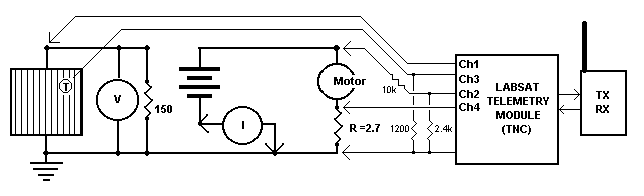 Ch1
Ch3
Ch2
Ch4
LABSAT
TELEMETRY
MODULE
(TNC)
TX
RX
T
V
150
I
Motor
10k
R =2.7
1200
2.4k